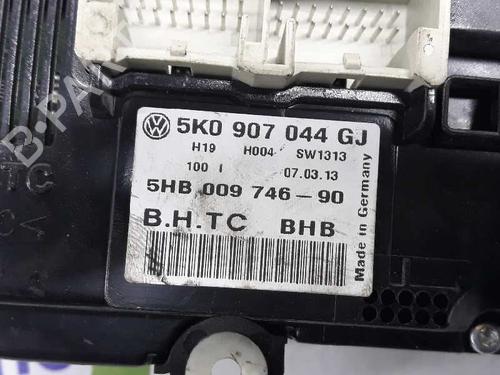 B-PARTS
TC
5K0 907 044 GJ
H19 H004 SW1313
100 I 07.03.13
5HB 009 746-90
B.H.TC BHB
Made in Germany